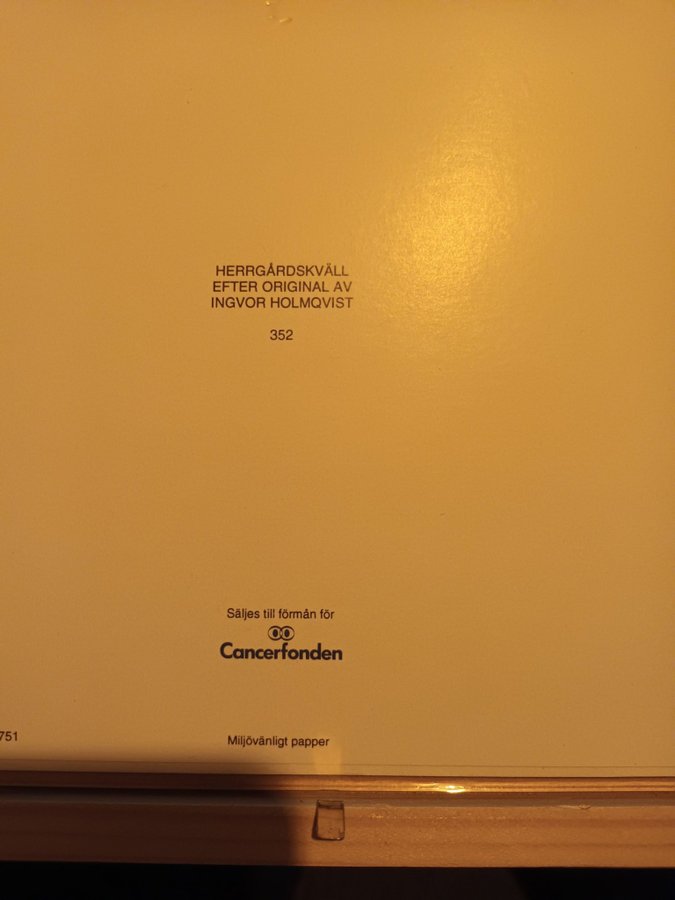 HERRGÅRDSKVÄLL
EFTER ORIGINAL AV
INGVOR HOLMQVIST
352
Säljes till förmån för
Cancerfonden
751
Miljövänligt papper